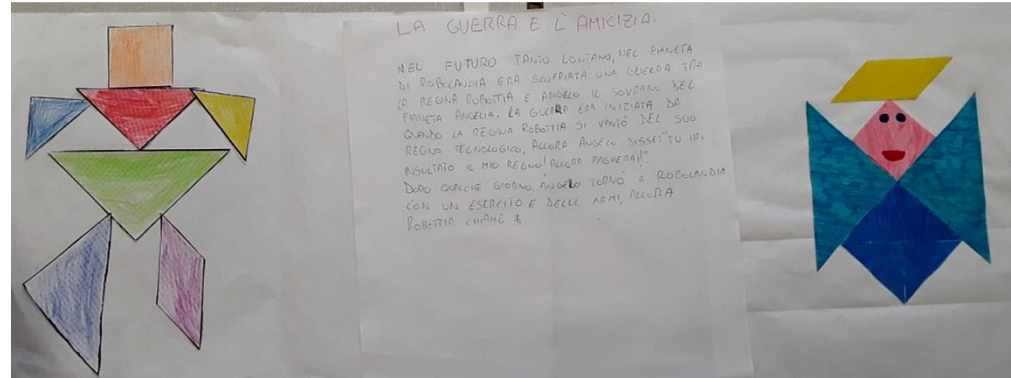 LA GUERRA E L'AMICIZIA.
NEL FUTURO TANTO LONTANO, NEL PIANETA
DI ROBOLANDIA ERA SCOPPIATA UNA GUERRA TRA
LA REGINA ROBOTTIA E ANGELO IL SOVRANO DEL
PIANETA ANGELIA. LA GUERRA ERA INIZIATA DA
QUANDO LA REGINA ROBOTTIA SI VANTÓ DEL SUO
REGNO TECNOLOGICO, ALLORA ANGELO DISSE:"TU HAI
INSULTATO IL MIO REGNO! ALLORA PAGHERAI!".
DOPO QUALCHE GIORNO, ANGELO TORNÓ A ROBOLANDIA
CON UN ESERCITO E DELLE ARMI, ALLORA
ROBOTTIA CHIAMÓ